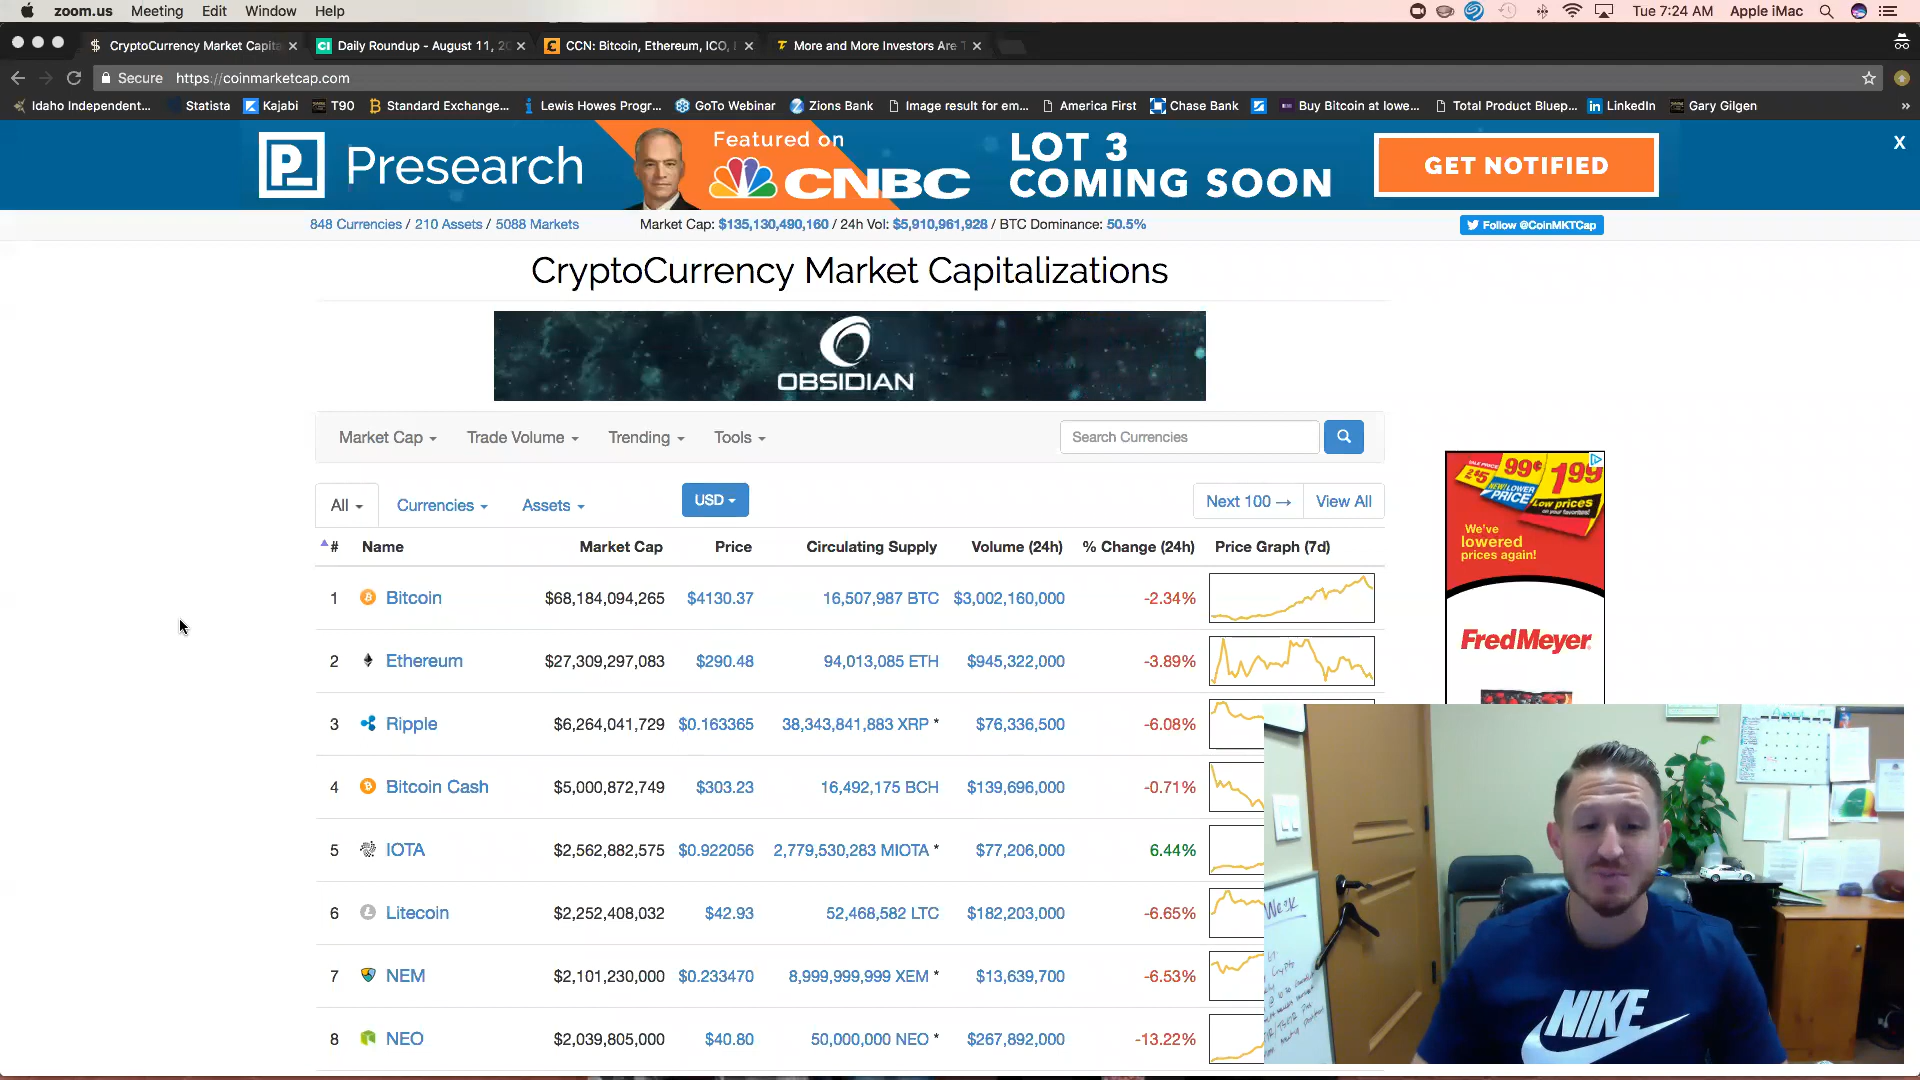 zoom.us Meeting Edit Window Help Tue 7:24 AM Apple iMac
CryptoCurrency Market Capita Daily Roundup - August 11, 20 CCN: Bitcoin, Ethereum, ICO, More and More Investors Are T
Secure https://coinmarketcap.com
Idaho Independent... Statista Kajabi T90 Standard Exchange... Lewis Howes Progr... GoTo Webinar Zions Bank Image result for em... America First Chase Bank Buy Bitcoin at lowe... Total Product Bluep... LinkedIn Gary Gilgen »
Presearch Featured on CNBC LOT 3 COMING SOON GET NOTIFIED X
848 Currencies / 210 Assets / 5088 Markets Market Cap: $135,130,490,160 / 24h Vol: $5,910,961,928 / BTC Dominance: 50.5% Follow @CoinMKTCap
CryptoCurrency Market Capitalizations
OBSIDIAN
Market Cap Trade Volume Trending Tools Search Currencies
All Currencies Assets USD Next 100 → View All
# Name Market Cap Price Circulating Supply Volume (24h) % Change (24h) Price Graph (7d)
1 Bitcoin $68,184,094,265 $4130.37 16,507,987 BTC $3,002,160,000 -2.34%
2 Ethereum $27,309,297,083 $290.48 94,013,085 ETH $945,322,000 -3.89%
3 Ripple $6,264,041,729 $0.163365 38,343,841,883 XRP * $76,336,500 -6.08%
4 Bitcoin Cash $5,000,872,749 $303.23 16,492,175 BCH $139,696,000 -0.71%
5 IOTA $2,562,882,575 $0.922056 2,779,530,283 MIOTA * $77,206,000 6.44%
6 Litecoin $2,252,408,032 $42.93 52,468,582 LTC $182,203,000 -6.65%
7 NEM $2,101,230,000 $0.233470 8,999,999,999 XEM * $13,639,700 -6.53%
8 NEO $2,039,805,000 $40.80 50,000,000 NEO * $267,892,000 -13.22%
99¢ 1.99
NEW! LOWER PRICE
Low prices
on your favorites!
We've
lowered
prices again!
FredMeyer
August
Week
Crypto
NIKE